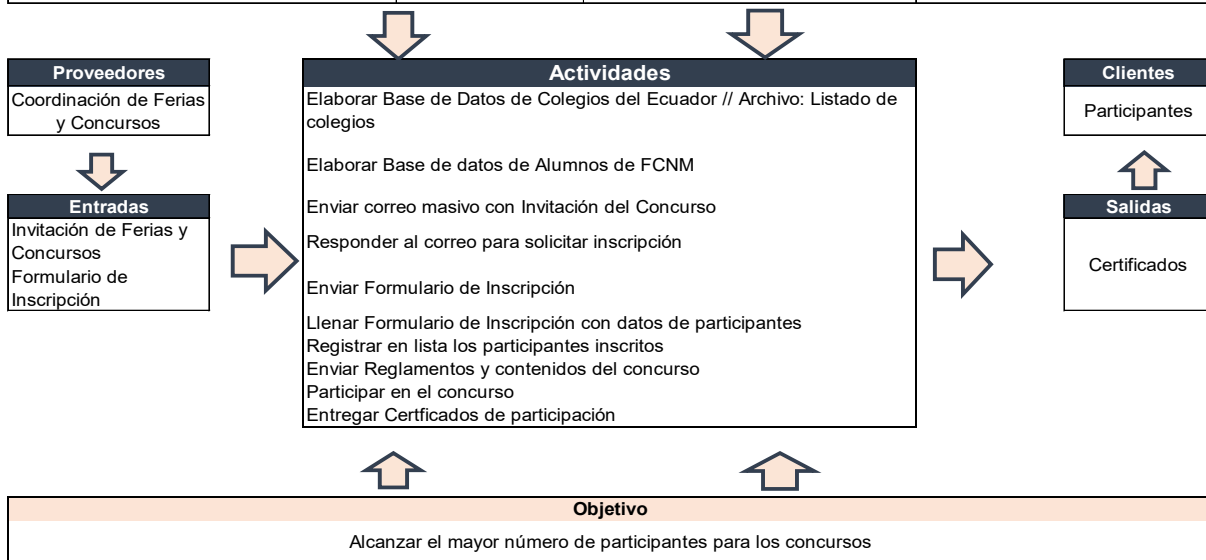 Proveedores
Coordinación de Ferias
y Concursos
Entradas
Invitación de Ferias y
Concursos
Formulario de
Inscripción
Actividades
Elaborar Base de Datos de Colegios del Ecuador // Archivo: Listado de
colegios
Elaborar Base de datos de Alumnos de FCNM
Enviar correo masivo con Invitación del Concurso
Responder al correo para solicitar inscripción
Enviar Formulario de Inscripción
Llenar Formulario de Inscripción con datos de participantes
Registrar en lista los participantes inscritos
Enviar Reglamentos y contenidos del concurso
Participar en el concurso
Entregar Certficados de participación
Clientes
Participantes
Salidas
Certificados
Objetivo
Alcanzar el mayor número de participantes para los concursos